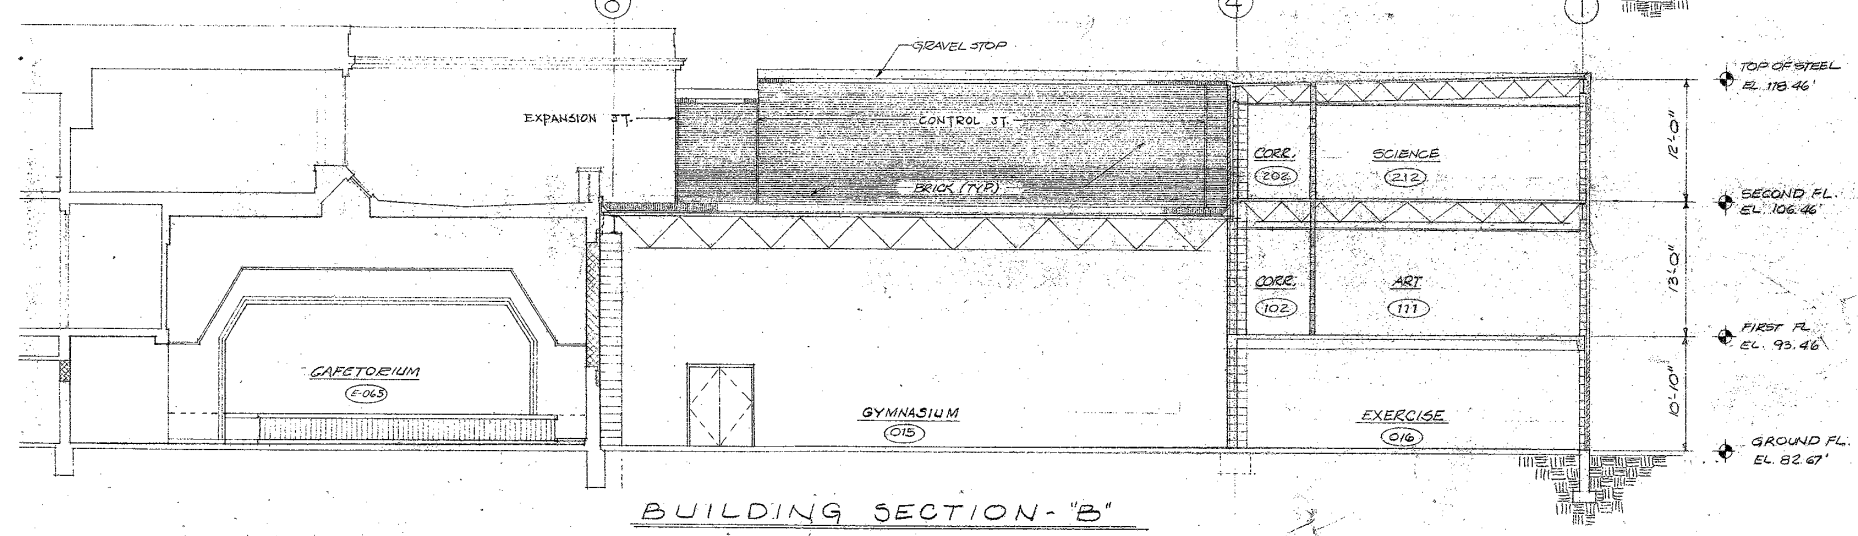 4
1
GRAVEL STOP
TOP OF STEEL
EL. 118.46'
EXPANSION JT.
CONTROL JT.
12'-0"
CORR.
202
SCIENCE
212
BRICK (TYP.)
SECOND FL.
EL. 106.46'
13'-0"
CORR.
102
ART
111
FIRST FL
EL. 93.46'
CAFETORIUM
E-063
10'-10"
GYMNASIUM
015
EXERCISE
016
GROUND FL.
EL. 82.67'
BUILDING SECTION-"B"